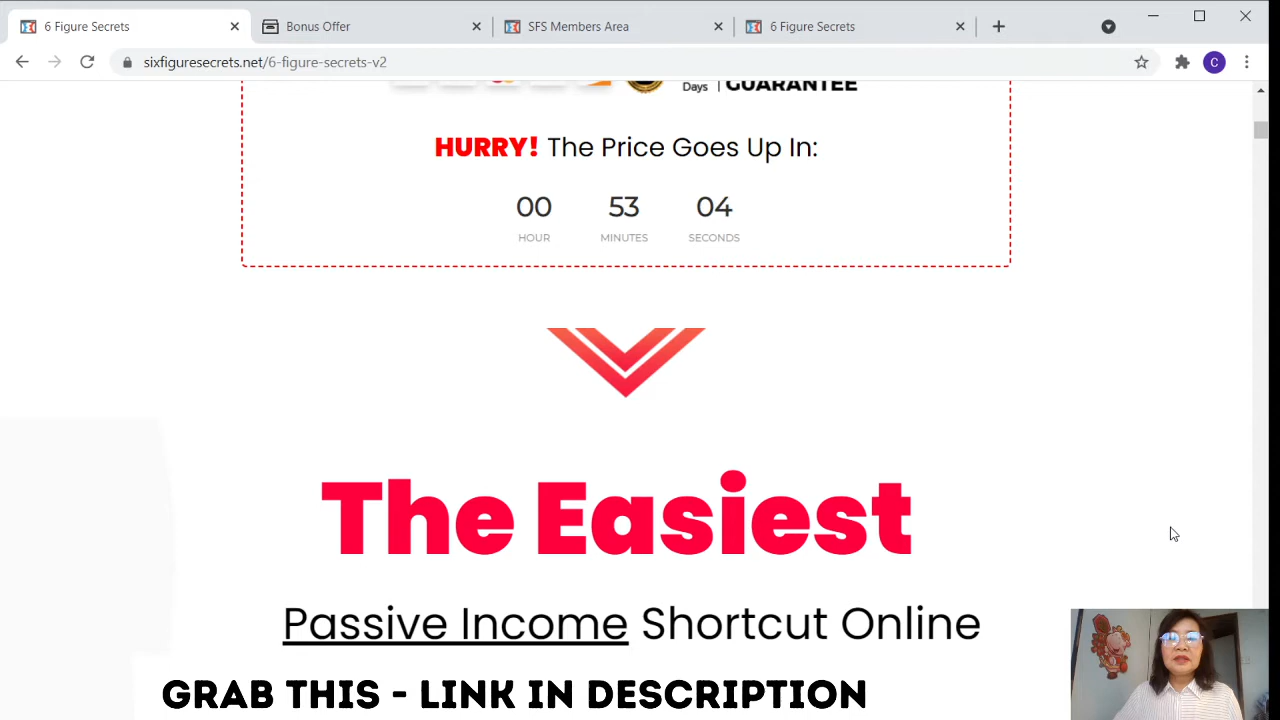 6 Figure Secrets
Bonus Offer
SFS Members Area
6 Figure Secrets
sixfiguresecrets.net/6-figure-secrets-v2
C
Days
GUARANTEE
HURRY! The Price Goes Up In:
00 53 04
HOUR MINUTES SECONDS
The Easiest
Passive Income Shortcut Online
GRAB THIS - LINK IN DESCRIPTION